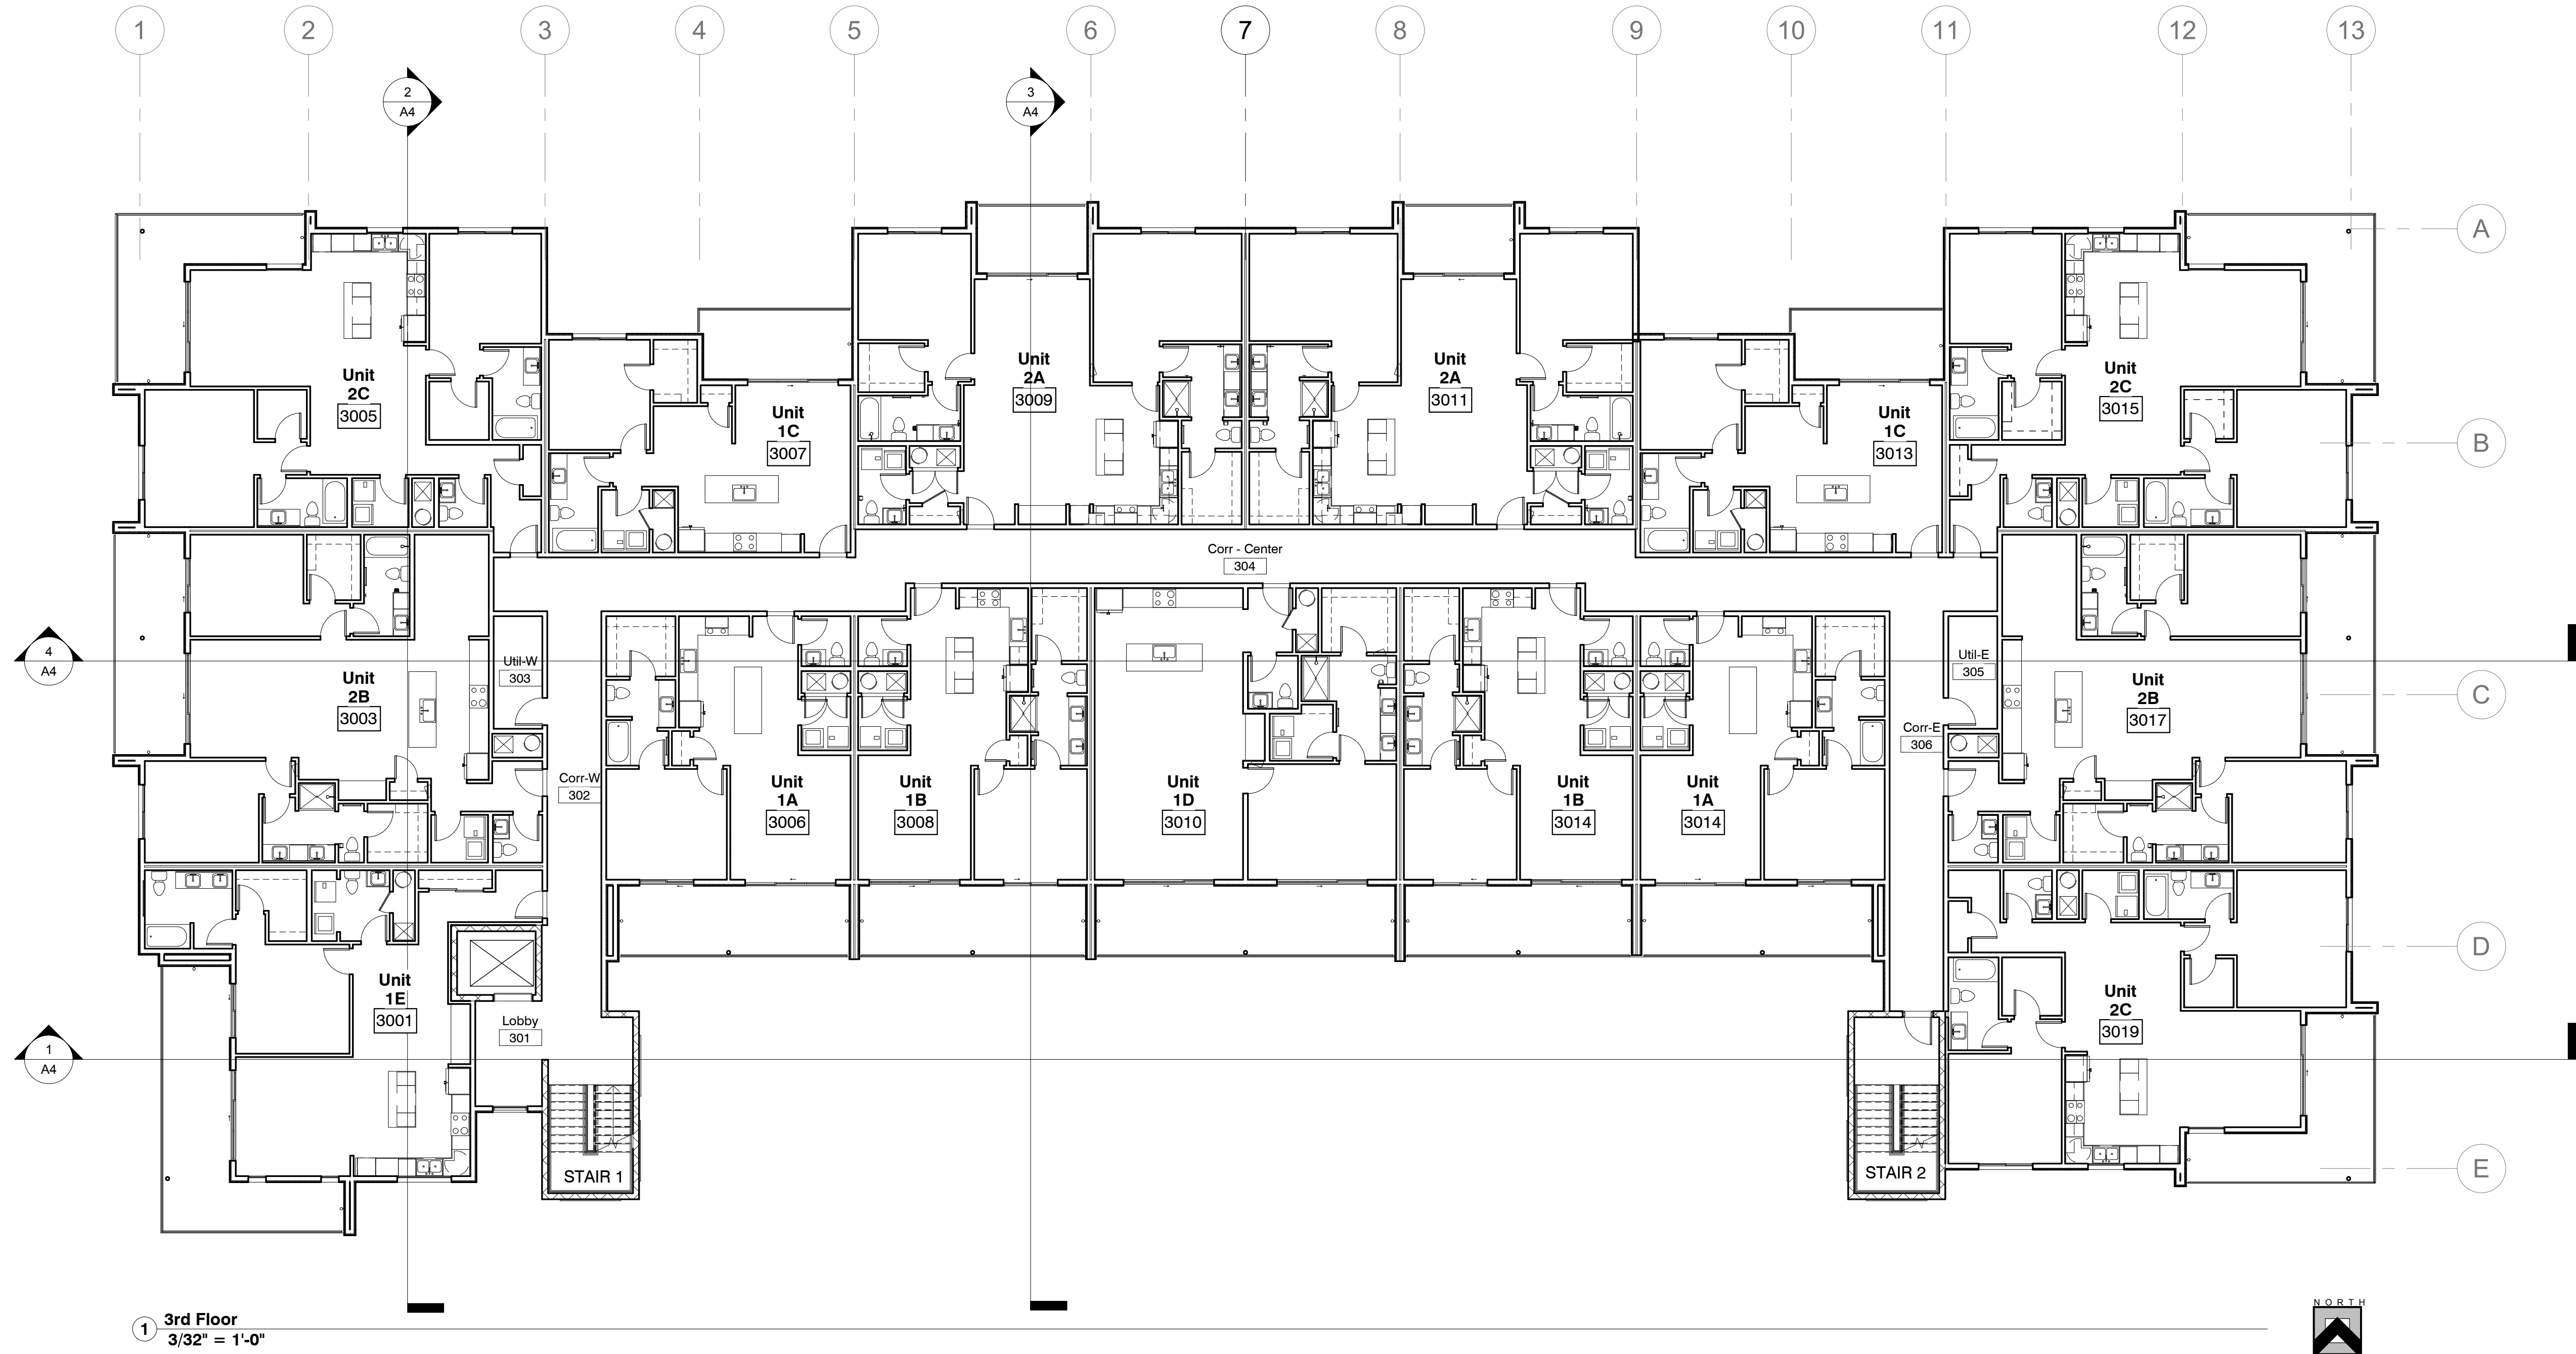 1 2 3 4 5 6 7 8 9 10 11 12 13
2
A4
3
A4
A
B
C
D
E
Unit
2C
3005
Unit
1C
3007
Unit
2A
3009
Unit
2A
3011
Unit
1C
3013
Unit
2C
3015
Corr - Center
304
4
A4
Unit
2B
3003
Util-W
303
Corr-W
302
Unit
1A
3006
Unit
1B
3008
Unit
1D
3010
Unit
1B
3014
Unit
1A
3014
Util-E
305
Corr-E
306
Unit
2B
3017
Unit
1E
3001
Lobby
301
Unit
2C
3019
1
A4
STAIR 1
STAIR 2
1 3rd Floor
3/32" = 1'-0"
NORTH